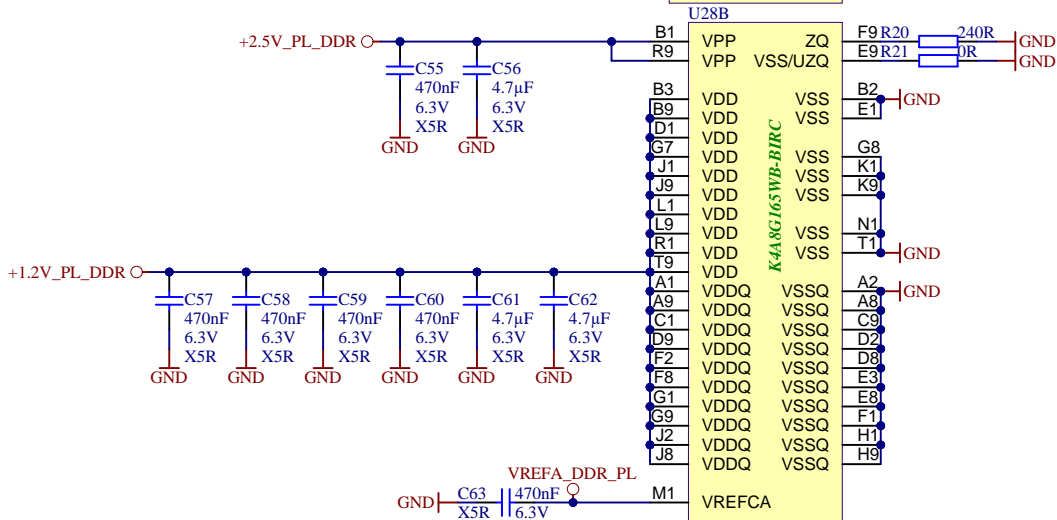 U28B
+2.5V_PL_DDR
B1 VPP ZQ F9 R20 240R GND
R9 VPP VSS/UZQ E9 R21 0R GND
C55 470nF 6.3V X5R GND
C56 4.7µF 6.3V X5R GND
B3 VDD VSS B2 GND
B9 VDD VSS E1
D1 VDD
G7 VDD VSS G8
J1 VDD VSS K1
J9 VDD VSS K9
L1 VDD
L9 VDD VSS N1
R1 VDD VSS T1 GND
T9 VDD
K4A8G165WB-BIRC
+1.2V_PL_DDR
A1 VDDQ VSSQ A2 GND
A9 VDDQ VSSQ A8
C1 VDDQ VSSQ C9
D9 VDDQ VSSQ D2
F2 VDDQ VSSQ D8
F8 VDDQ VSSQ E3
G1 VDDQ VSSQ E8
G9 VDDQ VSSQ F1
J2 VDDQ VSSQ H1
J8 VDDQ VSSQ H9
C57 470nF 6.3V X5R GND
C58 470nF 6.3V X5R GND
C59 470nF 6.3V X5R GND
C60 470nF 6.3V X5R GND
C61 4.7µF 6.3V X5R GND
C62 4.7µF 6.3V X5R GND
VREFA_DDR_PL
GND C63 470nF M1 VREFCA
X5R 6.3V